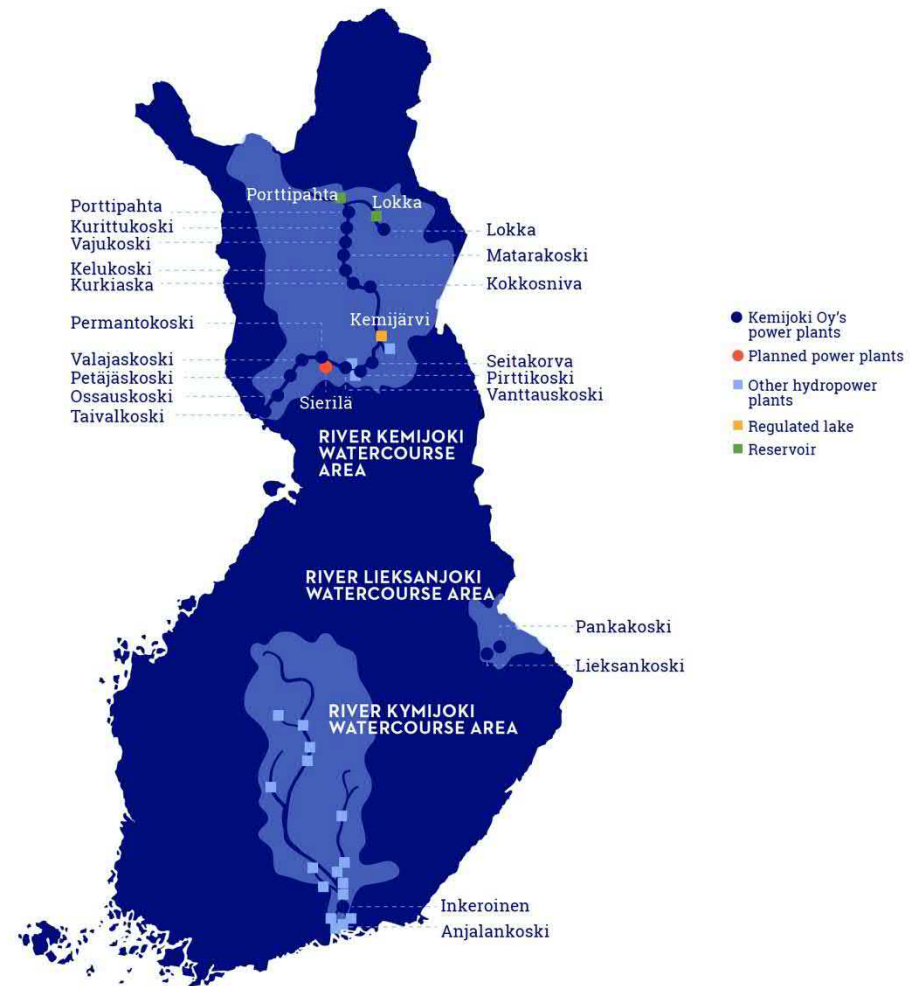 Porttipahta
Lokka
Porttipahta
Kurittukoski
Vajukoski
Kelukoski
Kurkiaska
Lokka
Matarakoski
Kokkosniva
Permantokoski
Kemijärvi
Valajaskoski
Petäjäskoski
Ossauskoski
Taivalkoski
Sierilä
Seitakorva
Pirttikoski
Vanttauskoski
Kemijoki Oy's
power plants
Planned power plants
Other hydropower
plants
Regulated lake
Reservoir
RIVER KEMIJOKI
WATERCOURSE
AREA
RIVER LIEKSANJOKI
WATERCOURSE AREA
Pankakoski
Lieksankoski
RIVER KYMIJOKI
WATERCOURSE AREA
Inkeroinen
Anjalankoski